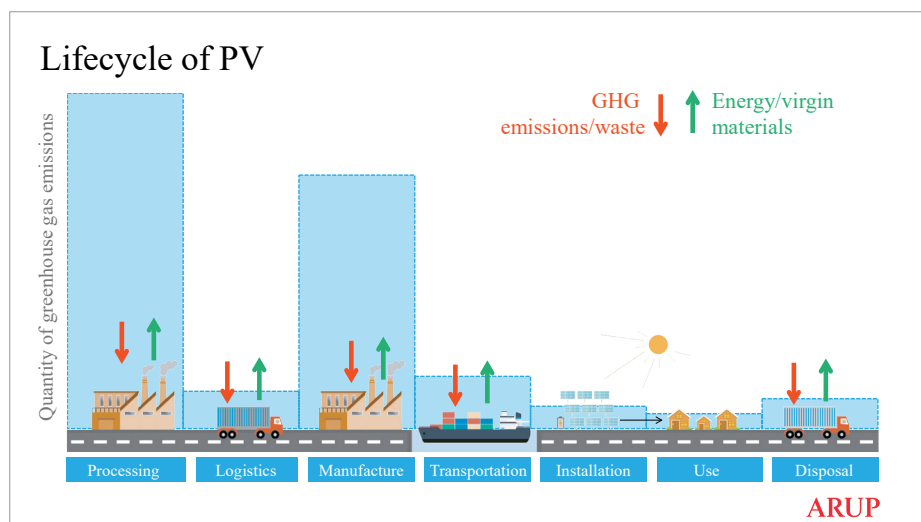 Lifecycle of PV
GHG
emissions/waste
Energy/virgin
materials
Quantity of greenhouse gas emissions
Processing
Logistics
Manufacture
Transportation
Installation
Use
Disposal
ARUP